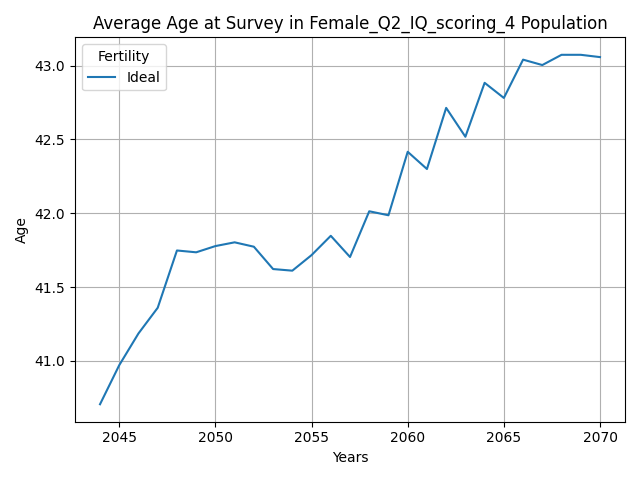 Average Age at Survey in Female_Q2_IQ_scoring_4 Population
Fertility
Ideal
43.0
42.5
42.0
41.5
41.0
Age
2045 2050 2055 2060 2065 2070
Years